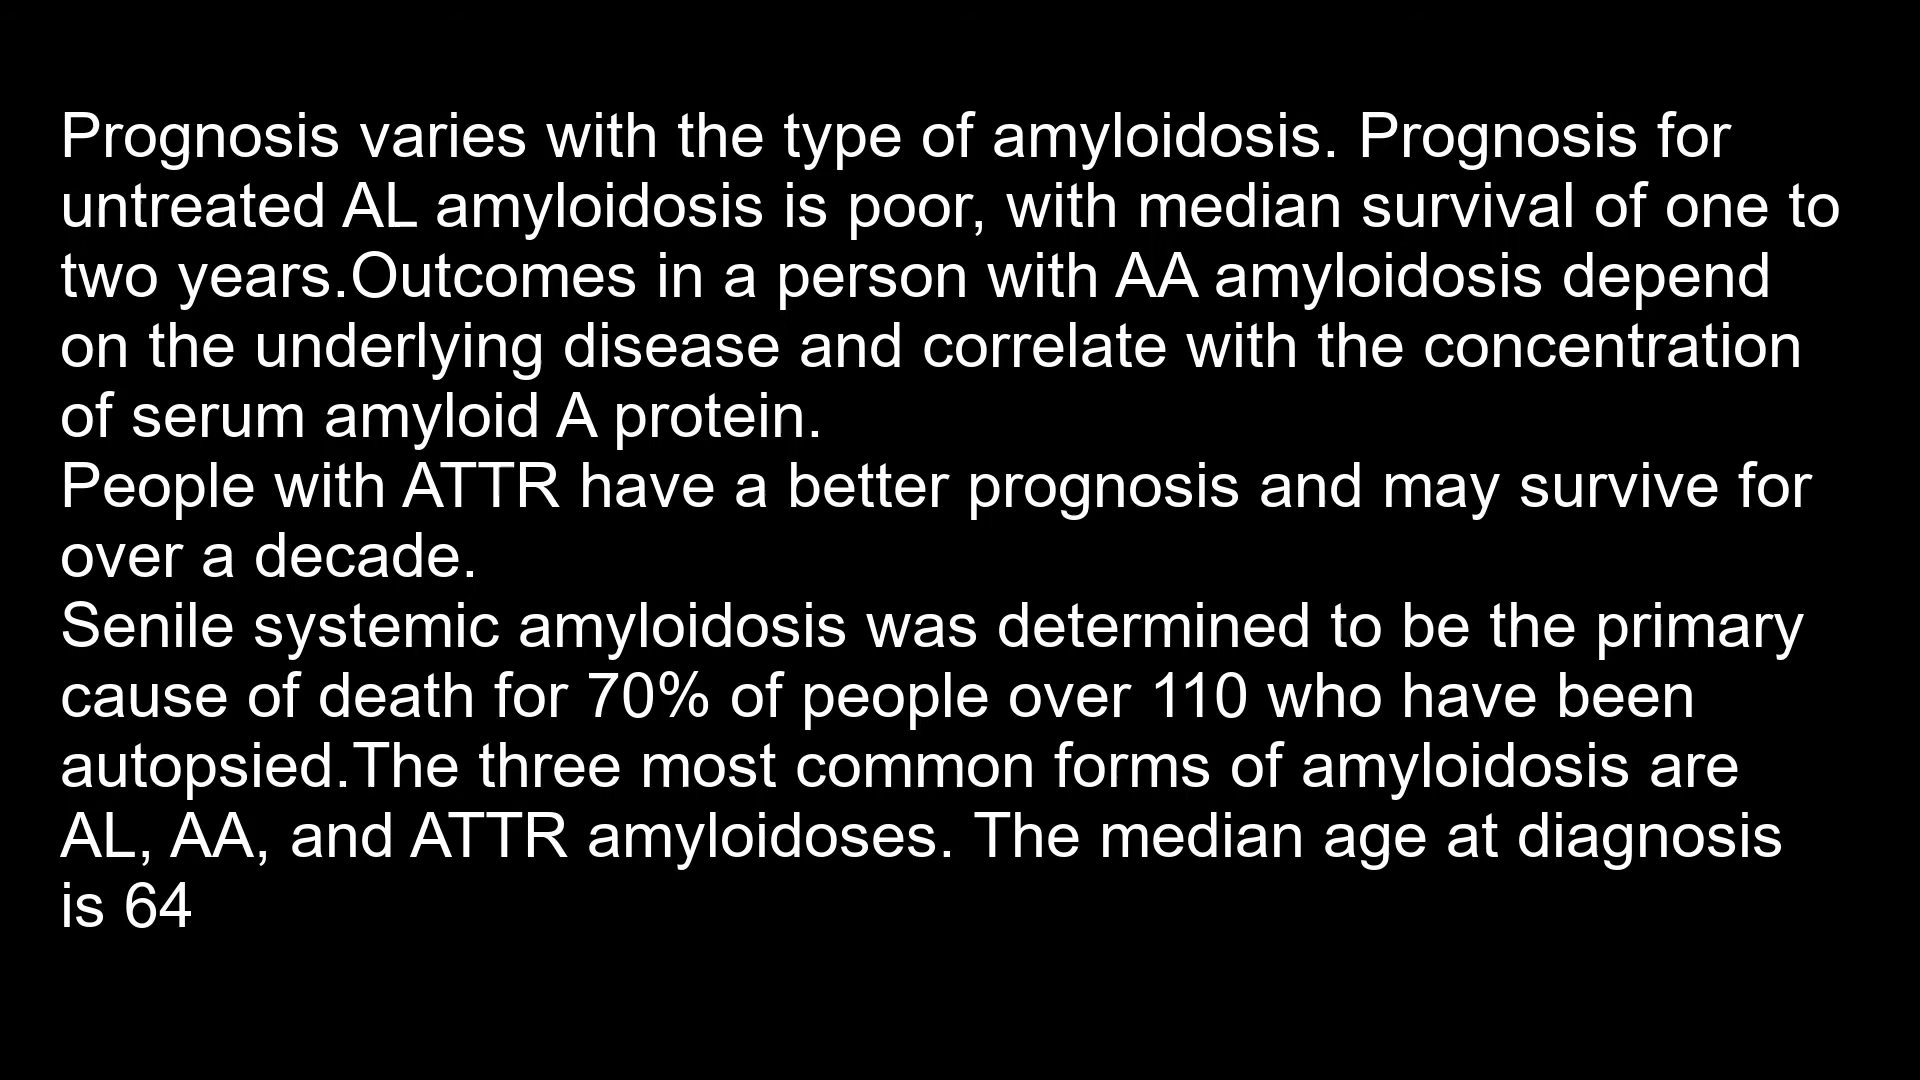 Prognosis varies with the type of amyloidosis. Prognosis for
untreated AL amyloidosis is poor, with median survival of one to
two years.Outcomes in a person with AA amyloidosis depend
on the underlying disease and correlate with the concentration
of serum amyloid A protein.
People with ATTR have a better prognosis and may survive for
over a decade.
Senile systemic amyloidosis was determined to be the primary
cause of death for 70% of people over 110 who have been
autopsied.The three most common forms of amyloidosis are
AL, AA, and ATTR amyloidoses. The median age at diagnosis
is 64